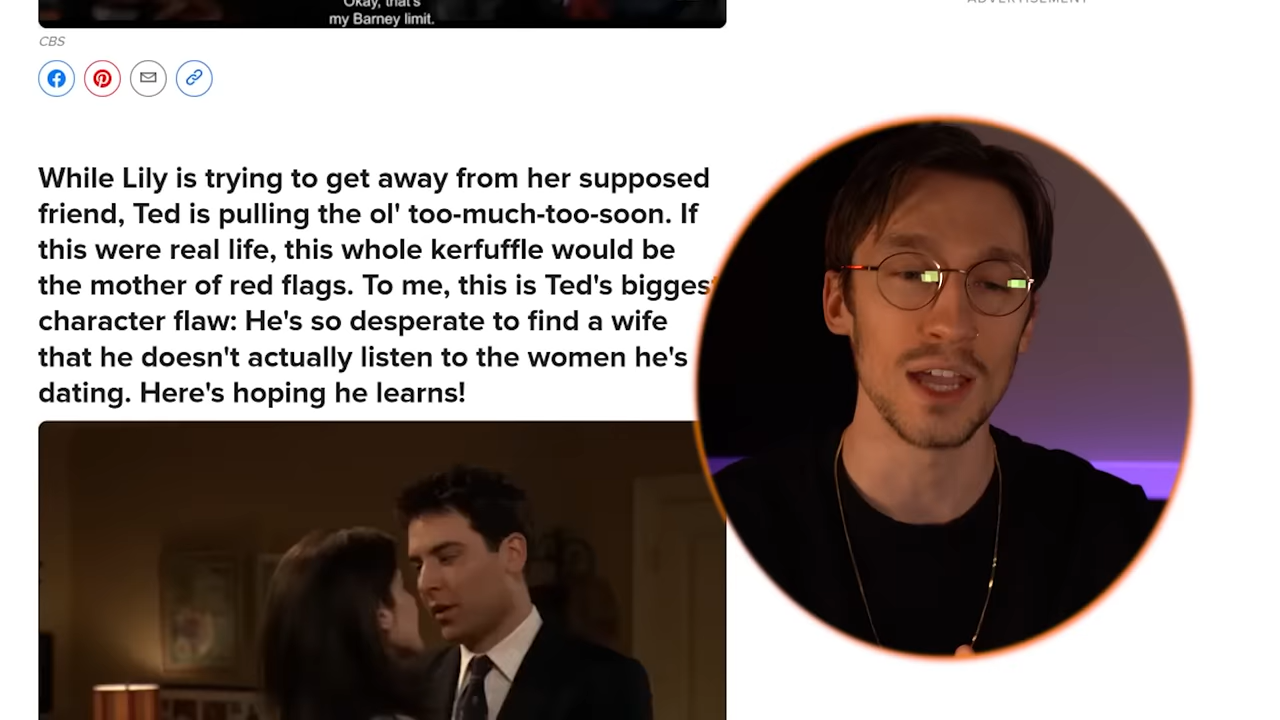 Okay, that's
my Barney limit.
CBS
ADVERTISEMENT
While Lily is trying to get away from her supposed
friend, Ted is pulling the ol' too-much-too-soon. If
this were real life, this whole kerfuffle would be
the mother of red flags. To me, this is Ted's bigges
character flaw: He's so desperate to find a wife
that he doesn't actually listen to the women he's
dating. Here's hoping he learns!